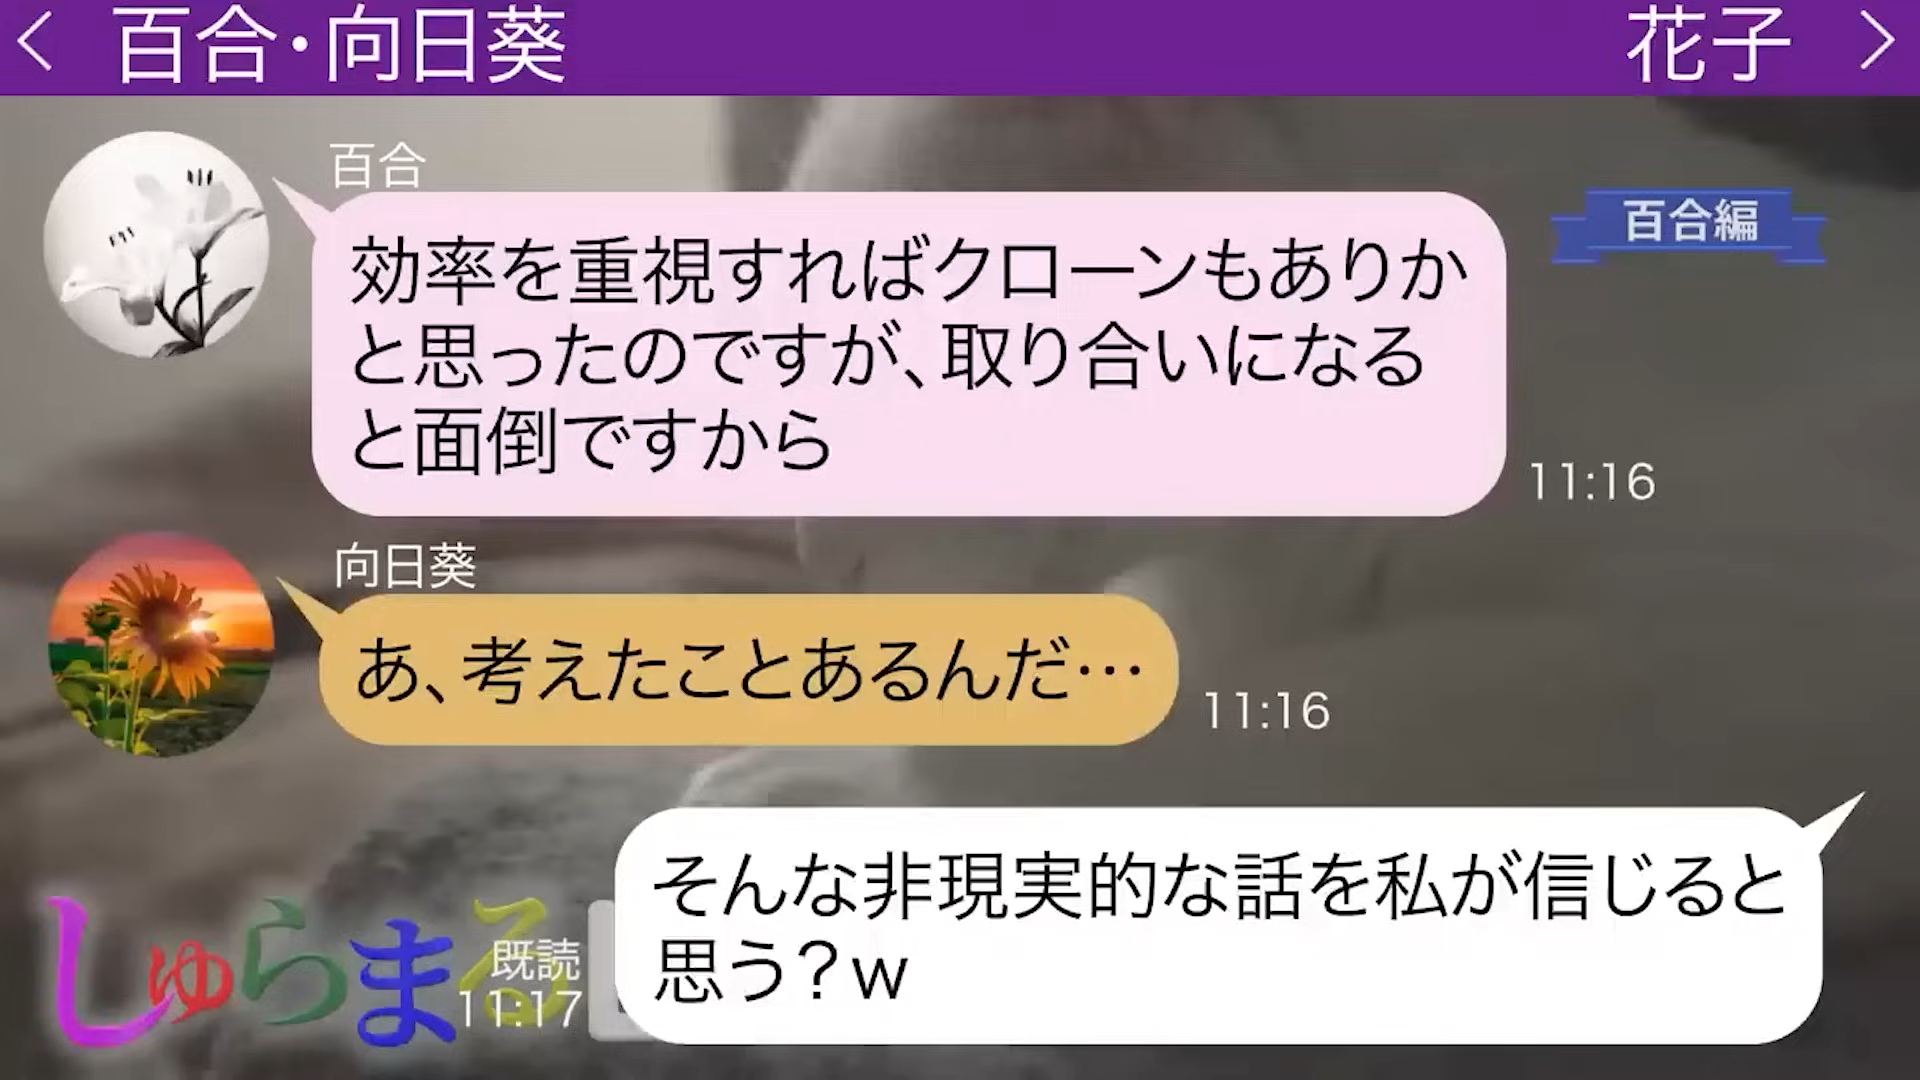 百合・向日葵
花子
百合
百合編
効率を重視すればクローンもありか
と思ったのですが、取り合いになる
と面倒ですから
11:16
向日葵
あ、考えたことあるんだ…
11:16
そんな非現実的な話を私が信じると
思う？w
既読
11:17
しゅらまる